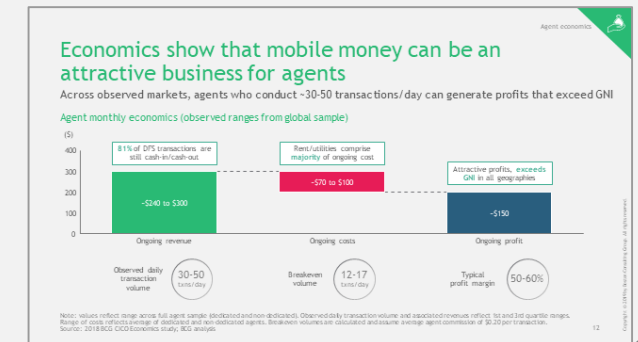 Agent economics
Economics show that mobile money can be an
attractive business for agents
Across observed markets, agents who conduct ~30-50 transactions/day can generate profits that exceed GNI
Agent monthly economics (observed ranges from global sample)
($)
400
300
200
100
0
81% of DFS transactions are
still cash-in/cash-out
~$240 to $300
Ongoing revenue
Rent/utilities comprise
majority of ongoing cost
~$70 to $100
Ongoing costs
Attractive profits, exceeds
GNI in all geographies
~$150
Ongoing profit
Observed daily
transaction
volume
30-50
txns/day
Breakeven
volume
12-17
txns/day
Typical
profit margin
50-60%
Note: values reflect range across full agent sample (dedicated and non-dedicated). Observed daily transaction volume and associated revenues reflect 1st and 3rd quartile ranges.
Range of costs reflects average of dedicated and non-dedicated agents. Breakeven volumes are calculated and assume average agent commission of $0.20 per transaction.
Source: 2018 BCG CICO Economics study; BCG analysis
12